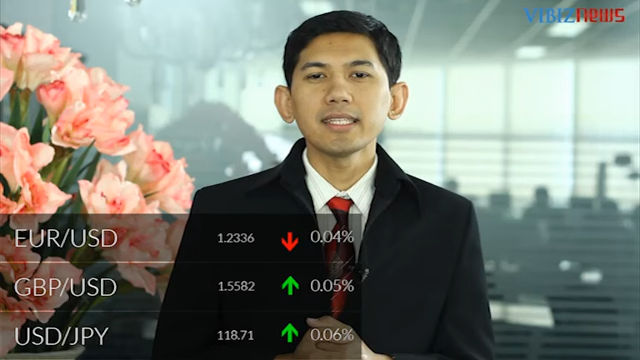 VIBIZnews
EUR/USD 1.2336 0.04%
GBP/USD 1.5582 0.05%
USD/JPY 118.71 0.06%